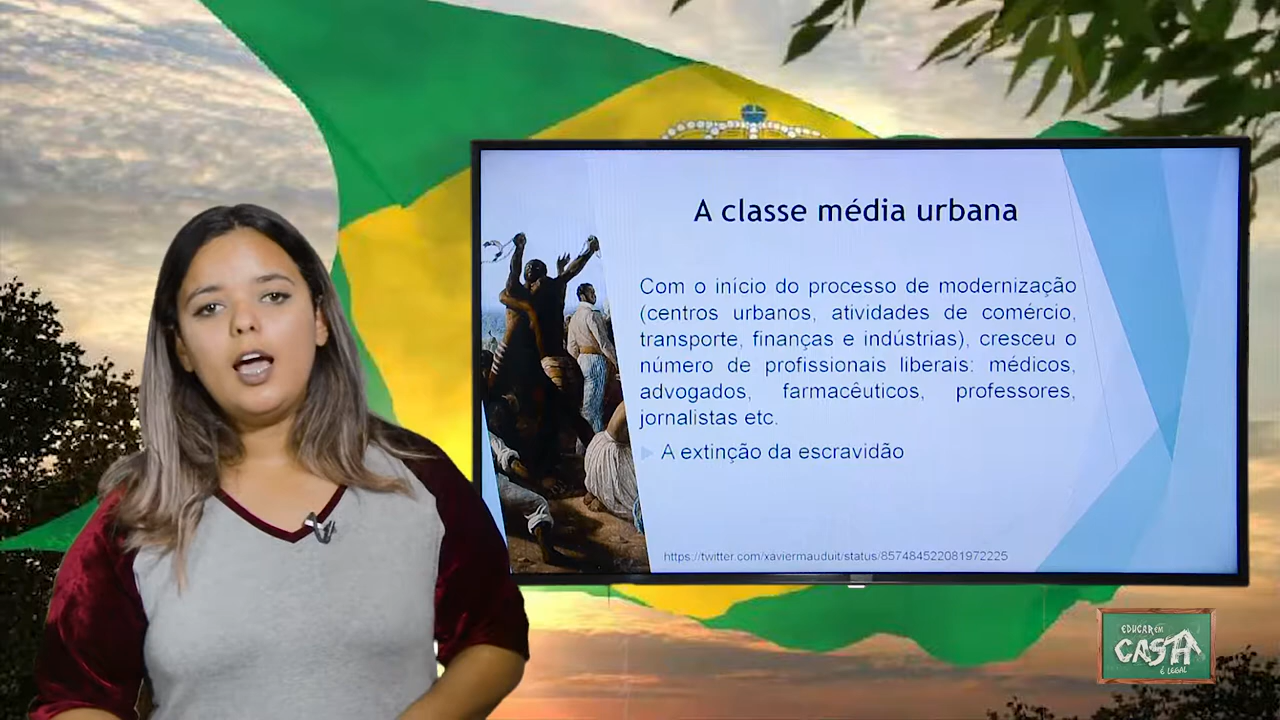 A classe média urbana
Com o início do processo de modernização
(centros urbanos, atividades de comércio,
transporte, finanças e indústrias), cresceu o
número de profissionais liberais: médicos,
advogados, farmacêuticos, professores,
jornalistas etc.
A extinção da escravidão
https://twitter.com/xaviermauduit/status/857484522081972225
EDUCAR EM
CASA
É LEGAL